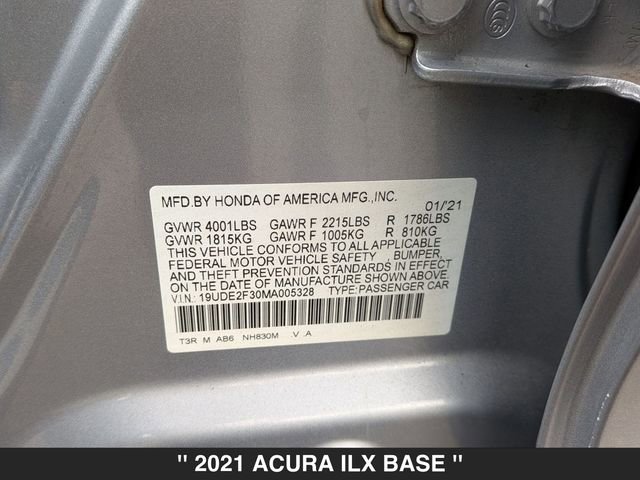 MFD.BY HONDA OF AMERICA MFG.,INC.
01/'21
GVWR 4001LBS GAWR F 2215LBS R 1786LBS
GVWR 1815KG GAWR F 1005KG R 810KG
THIS VEHICLE CONFORMS TO ALL APPLICABLE
FEDERAL MOTOR VEHICLE SAFETY BUMPER,
AND THEFT PREVENTION STANDARDS IN EFFECT
ON THE DATE OF MANUFACTURE SHOWN ABOVE.
V.I.N.: 19UDE2F30MA005328 TYPE:PASSENGER CAR
T3R M AB6 NH830M V .A
" 2021 ACURA ILX BASE "